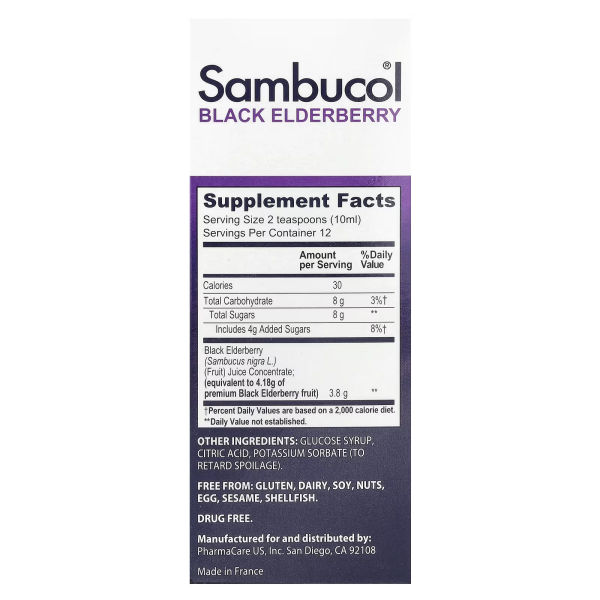 Sambucol®
BLACK ELDERBERRY
Supplement Facts
Serving Size 2 teaspoons (10ml)
Servings Per Container 12
Amount per Serving %Daily Value
Calories 30
Total Carbohydrate 8 g 3%†
Total Sugars 8 g **
Includes 4g Added Sugars 8%†
Black Elderberry
(Sambucus nigra L.)
(Fruit) Juice Concentrate;
(equivalent to 4.18g of
premium Black Elderberry fruit) 3.8 g **
†Percent Daily Values are based on a 2,000 calorie diet.
**Daily Value not established.
OTHER INGREDIENTS: GLUCOSE SYRUP,
CITRIC ACID, POTASSIUM SORBATE (TO
RETARD SPOILAGE).
FREE FROM: GLUTEN, DAIRY, SOY, NUTS,
EGG, SESAME, SHELLFISH.
DRUG FREE.
Manufactured for and distributed by:
PharmaCare US, Inc. San Diego, CA 92108
Made in France